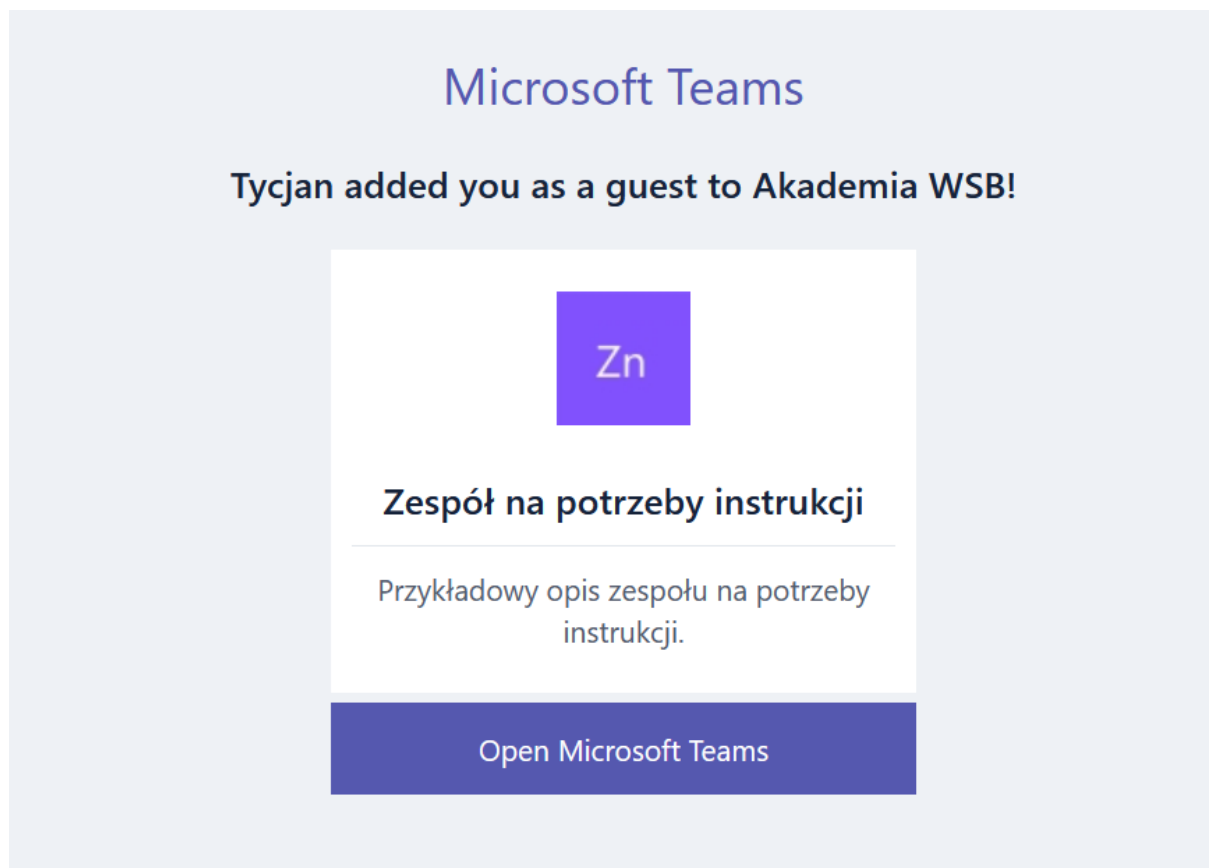 Microsoft Teams
Tycjan added you as a guest to Akademia WSB!
Zn
Zespół na potrzeby instrukcji
Przykładowy opis zespołu na potrzeby
instrukcji.
Open Microsoft Teams